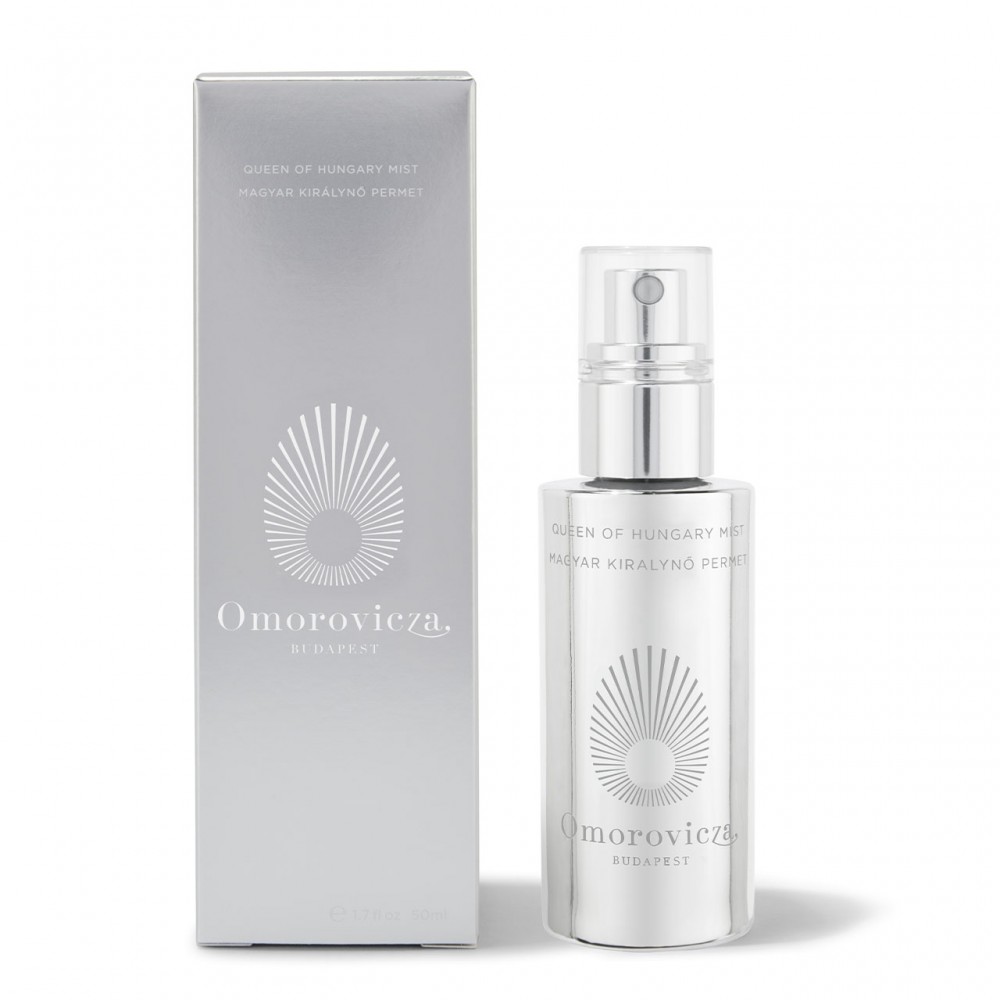 QUEEN OF HUNGARY MIST
MAGYAR KIRÁLYNŐ PERMET
Omorovicza
BUDAPEST
℮ 1.7 fl oz 50ml
QUEEN OF HUNGARY MIST
MAGYAR KIRALYNŐ PERMET
Omorovicza
BUDAPEST